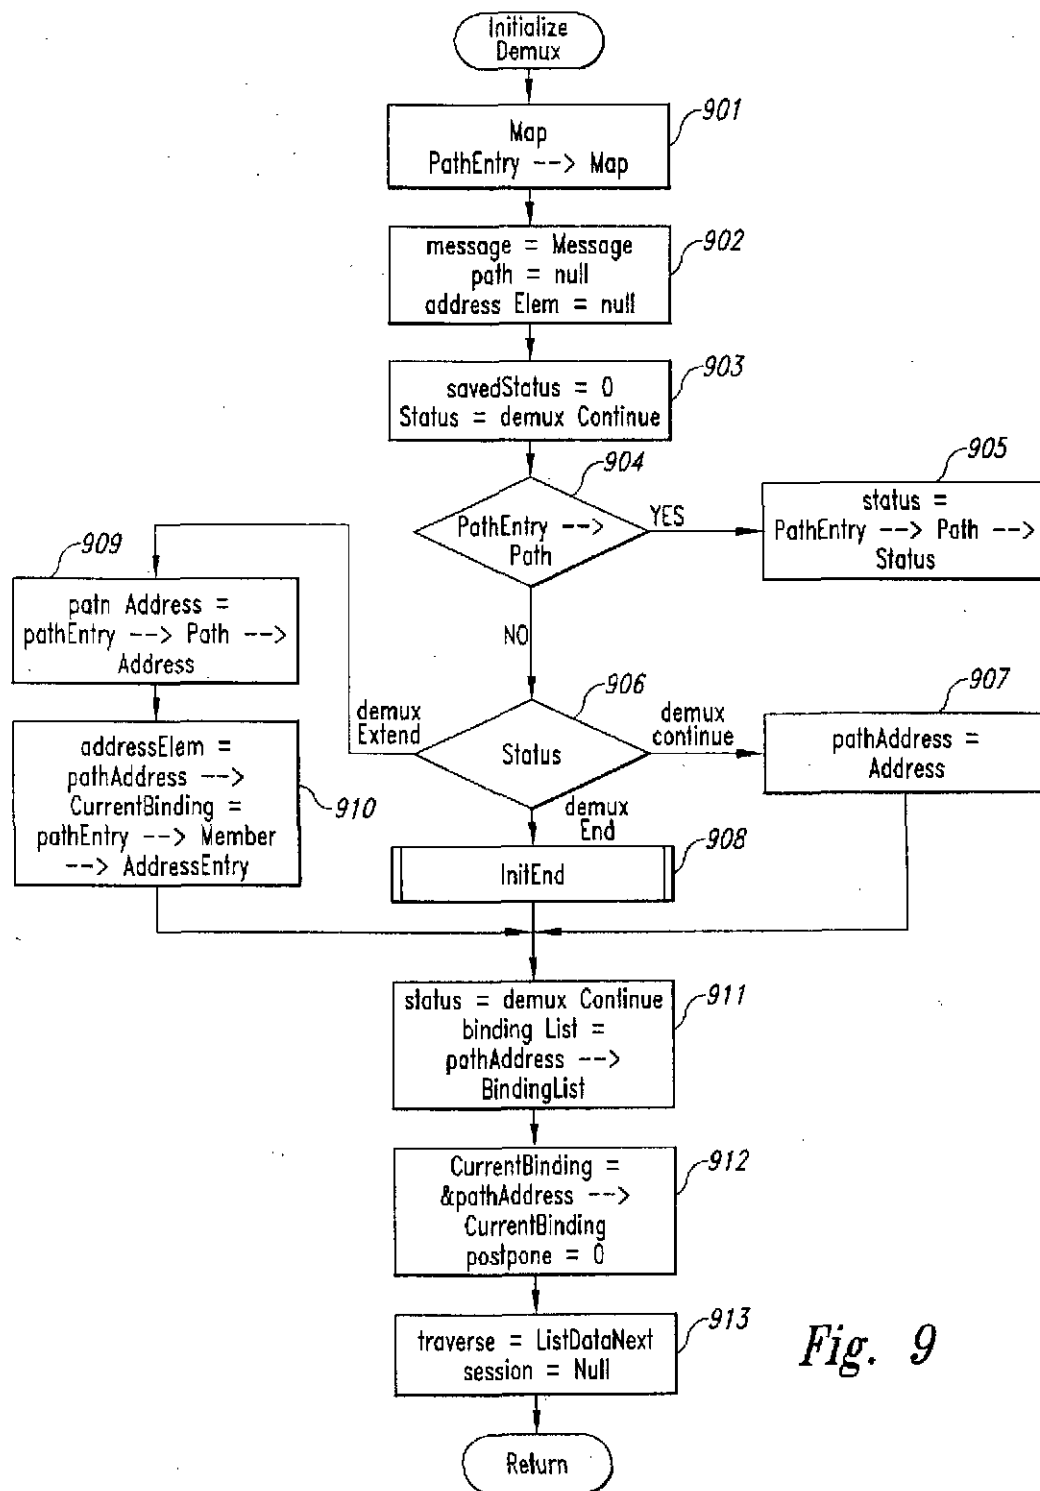 Initialize
Demux
901
Map
PathEntry --> Map
902
message = Message
path = null
address Elem = null
903
savedStatus = 0
Status = demux Continue
904
PathEntry -->
Path
YES
905
status =
PathEntry --> Path -->
Status
NO
906
Status
demux
Extend
demux
continue
demux
End
907
pathAddress =
Address
908
InitEnd
909
patn Address =
pathEntry --> Path -->
Address
910
addressElem =
pathAddress -->
CurrentBinding =
pathEntry --> Member
--> AddressEntry
911
status = demux Continue
binding List =
pathAddress -->
BindingList
912
CurrentBinding =
&pathAddress -->
CurrentBinding
postpone = 0
913
traverse = ListDataNext
session = Null
Return
Fig. 9